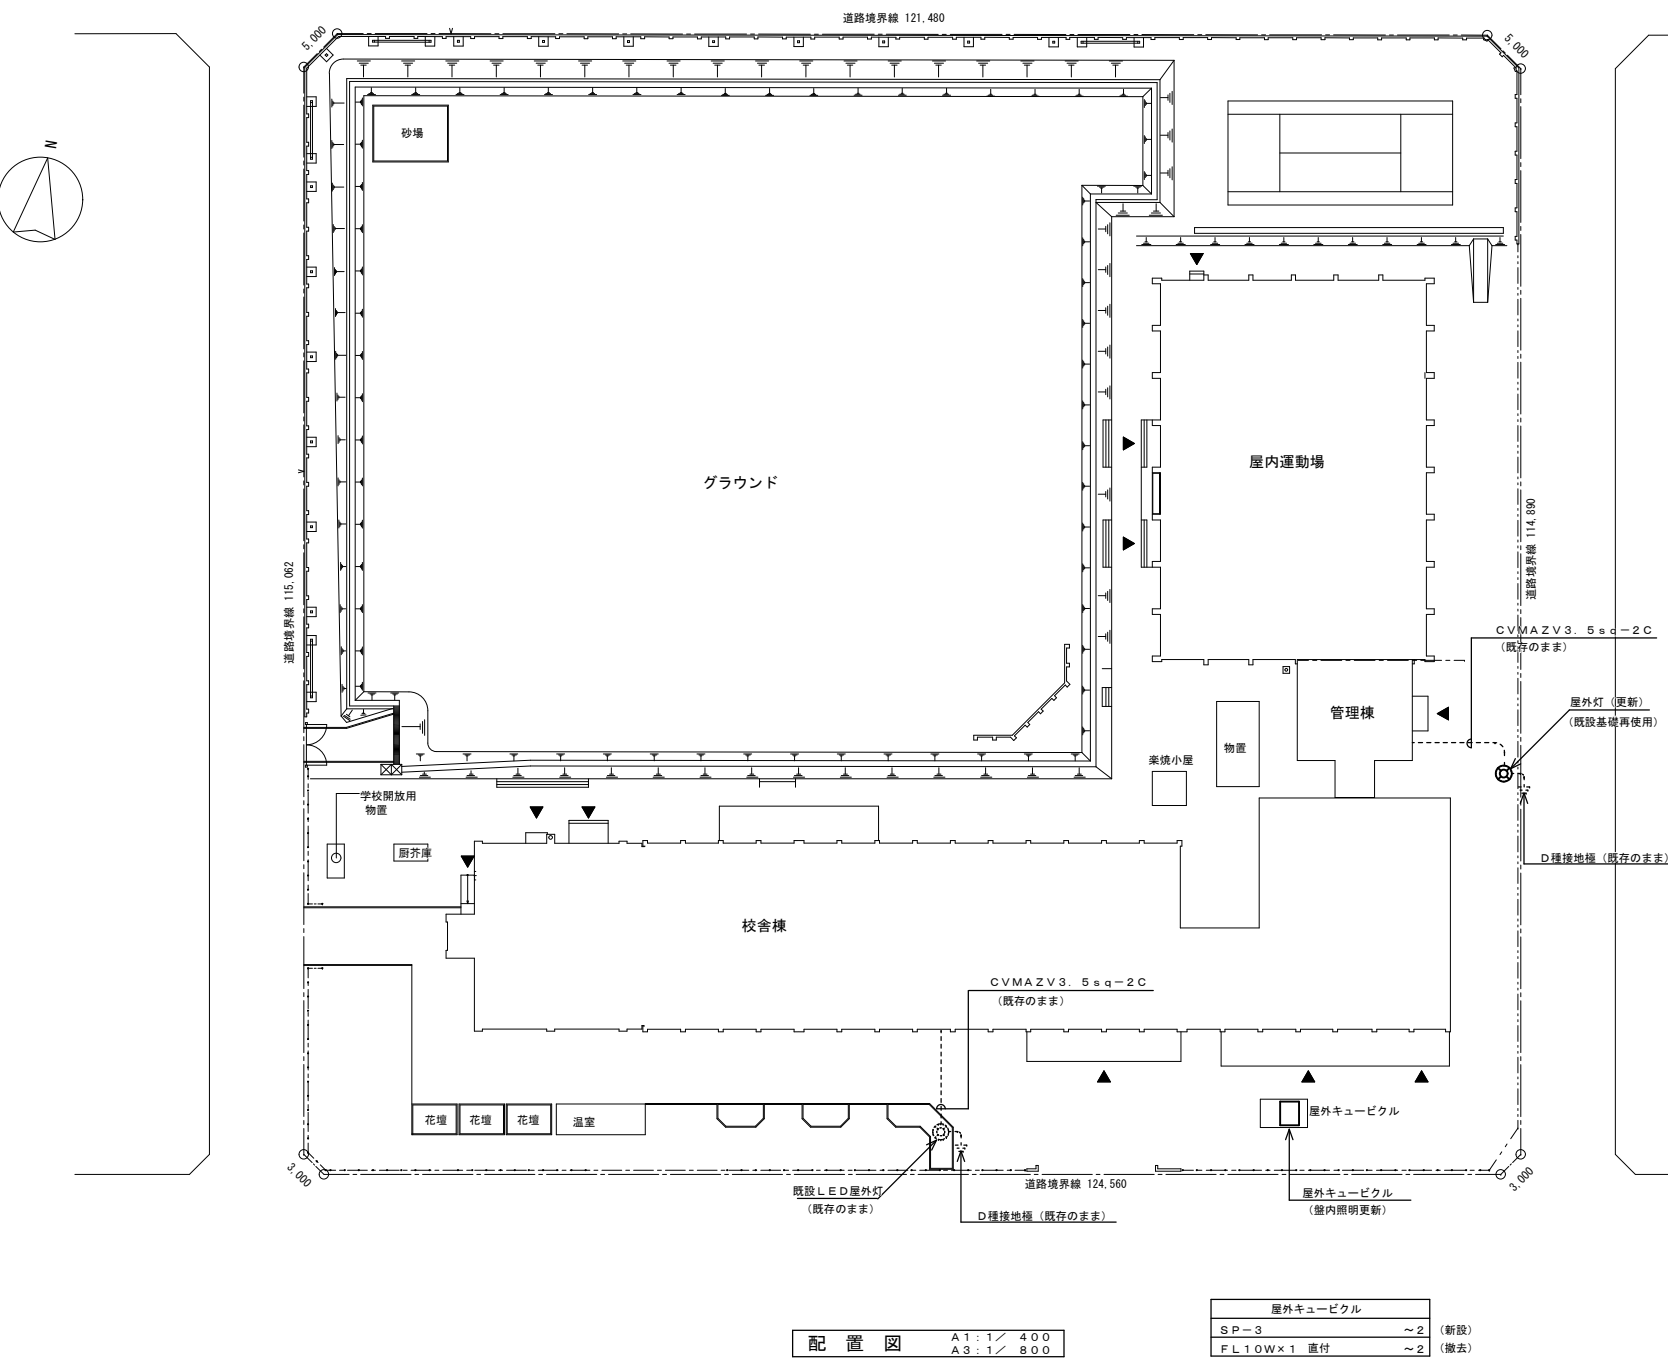 道路境界線 121,480
5,000
5,000
N
砂場
グラウンド
屋内運動場
道路境界線 115,062
道路境界線 114,890
CVMAZV3.5sq-2C
(既存のまま)
屋外灯(更新)
(既設基礎再使用)
管理棟
物置
楽焼小屋
学校開放用
物置
厨芥庫
D種接地極(既存のまま)
校舎棟
CVMAZV3.5sq-2C
(既存のまま)
花壇
花壇
花壇
温室
屋外キュービクル
3,000
3,000
道路境界線 124,560
既設LED屋外灯
(既存のまま)
D種接地極(既存のまま)
屋外キュービクル
(盤内照明更新)
配置図 A1:1/ 400
A3:1/ 800
屋外キュービクル
SP-3 ~2 (新設)
FL10W×1 直付 ~2 (撤去)